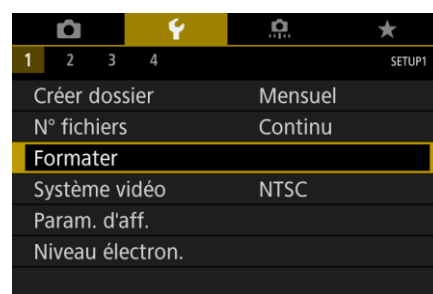 1 2 3 4 SETUP1
Créer dossier Mensuel
N° fichiers Continu
Formater
Système vidéo NTSC
Param. d'aff.
Niveau électron.